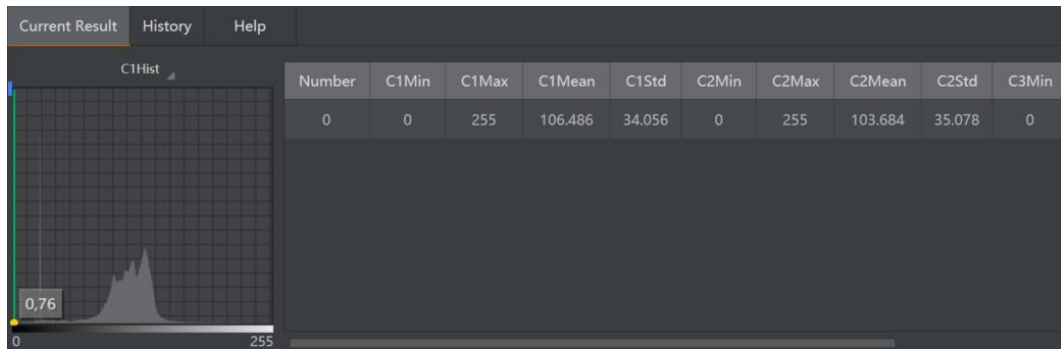 Current Result History Help
C1Hist
Number C1Min C1Max C1Mean C1Std C2Min C2Max C2Mean C2Std C3Min
0 0 255 106.486 34.056 0 255 103.684 35.078 0
0,76
0 255